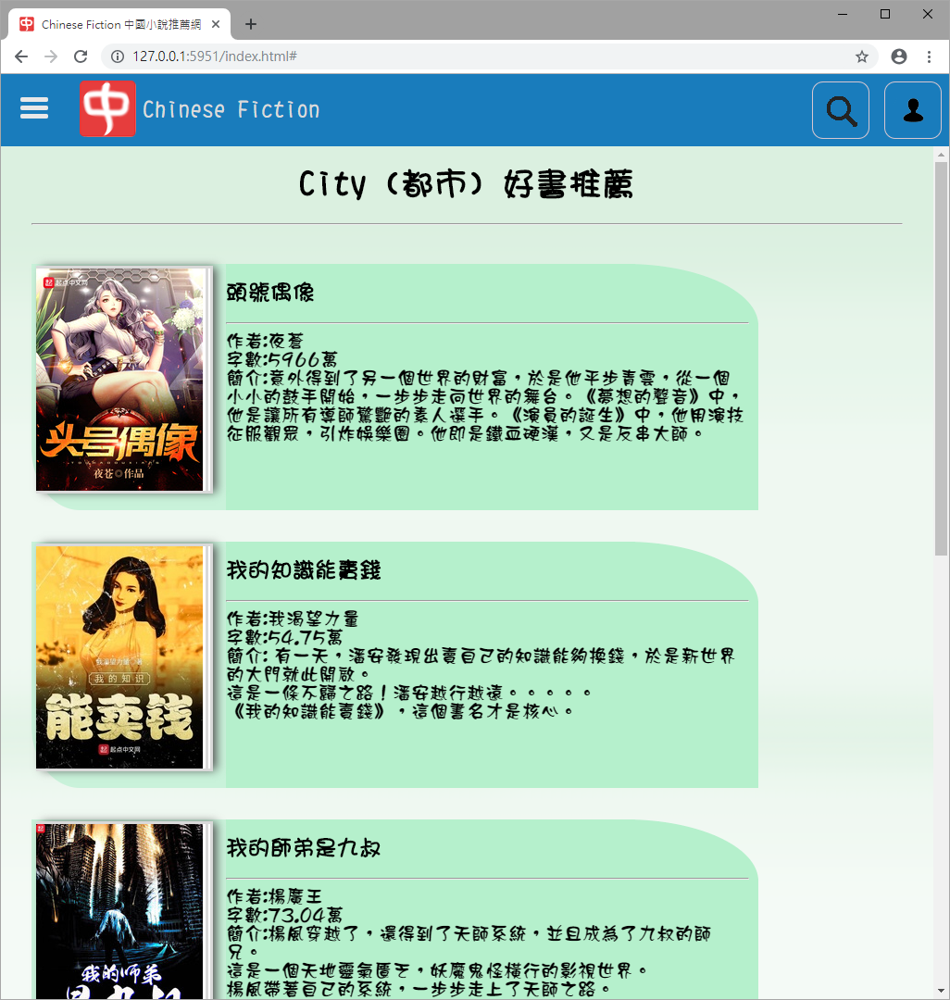 Chinese Fiction 中國小說推薦網
127.0.0.1:5951/index.html#
中 Chinese Fiction
City (都市) 好書推薦
起点中文网
头号偶像
夜苍◎作品
頭號偶像
作者:夜蒼
字數:5966萬
簡介:意外得到了另一個世界的財富，於是他平步青雲，從一個
小小的鼓手開始，一步步走向世界的舞台。《夢想的聲音》中，
他是讓所有導師驚艷的素人選手。《演員的誕生》中，他用演技
征服觀眾，引炸娛樂圈。他即是鐵血硬漢，又是反串大師。
我渴望力量 著
我的知识
能卖钱
起点中文网
我的知識能賣錢
作者:我渴望力量
字數:54.75萬
簡介: 有一天，潘安發現出賣自己的知識能夠換錢，於是新世界
的大門就此開啟。
這是一條不歸之路！潘安越行越遠。。。。。
《我的知識能賣錢》，這個書名才是核心。
我的师弟
是九叔
我的師弟是九叔
作者:楊魔王
字數:73.04萬
簡介:楊風穿越了，還得到了天師系統，並且成為了九叔的師
兄。
這是一個天地靈氣匱乏，妖魔鬼怪橫行的影視世界。
楊風帶著自己的系統，一步步走上了天師之路。